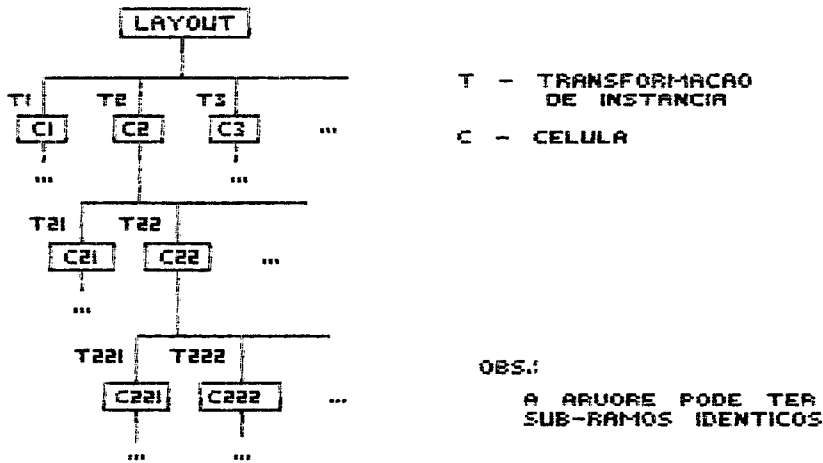 LAYOUT
T1 T2 T3
C1 C2 C3 ...
... ...
T21 T22
C21 C22 ...
...
T221 T222
C221 C222 ...
... ...
T - TRANSFORMACAO
DE INSTANCIA
C - CELULA
OBS.:
A ARVORE PODE TER
SUB-RAMOS IDENTICOS